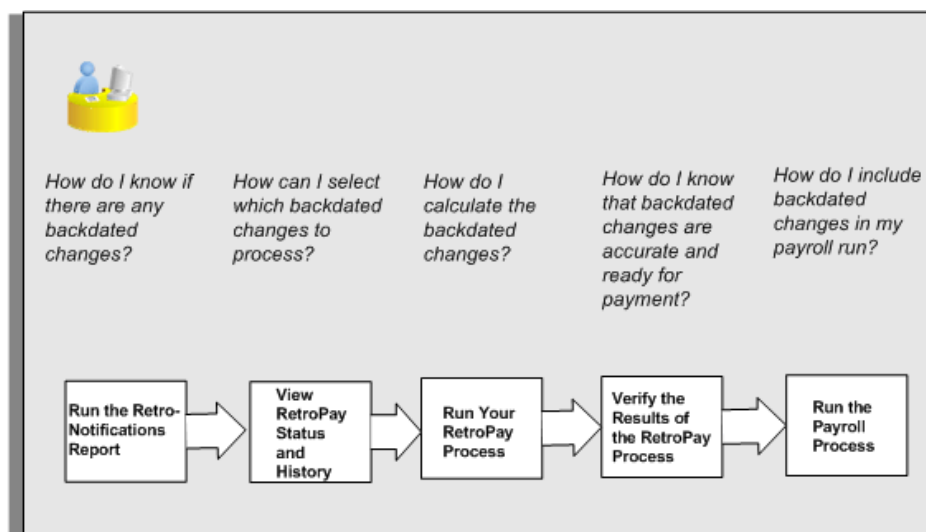 How do I know if
there are any
backdated
changes?
How can I select
which backdated
changes to
process?
How do I
calculate the
backdated
changes?
How do I know
that backdated
changes are
accurate and
ready for
payment?
How do I include
backdated
changes in my
payroll run?
Run the Retro-
Notifications
Report
View
RetroPay
Status
and
History
Run Your
RetroPay
Process
Verify the
Results of
the RetroPay
Process
Run the
Payroll
Process